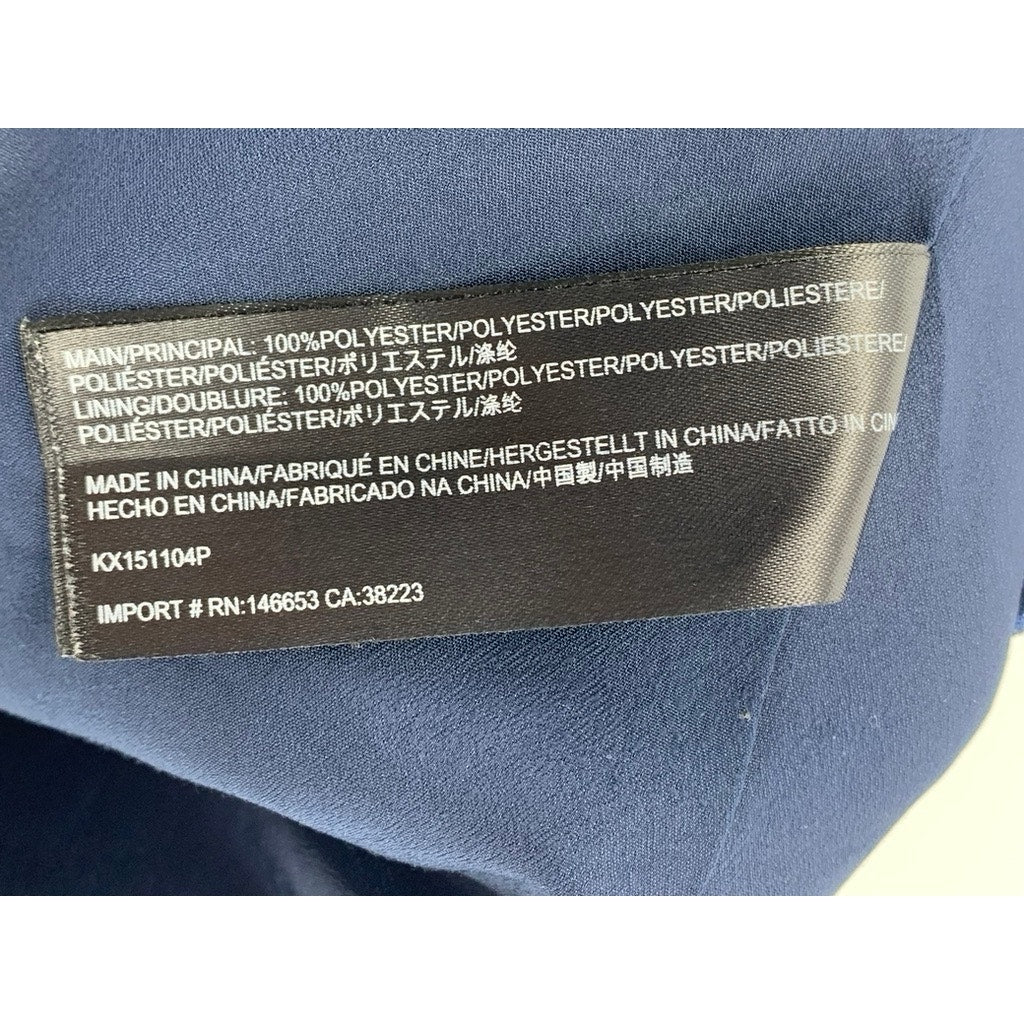 MAIN/PRINCIPAL: 100%POLYESTER/POLYESTER/POLYESTER/POLIESTERE/
POLIÉSTER/POLIÉSTER/ポリエステル/涤纶
LINING/DOUBLURE: 100%POLYESTER/POLYESTER/POLYESTER/POLIESTERE/
POLIÉSTER/POLIÉSTER/ポリエステル/涤纶
MADE IN CHINA/FABRIQUÉ EN CHINE/HERGESTELLT IN CHINA/FATTO IN CIN
HECHO EN CHINA/FABRICADO NA CHINA/中国製/中国制造
KX151104P
IMPORT # RN:146653 CA:38223